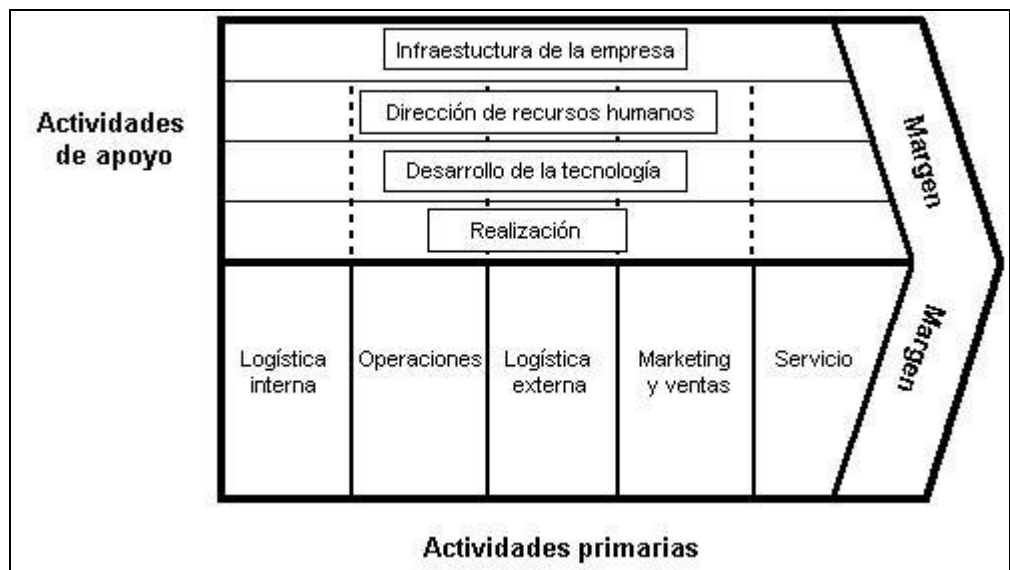 Actividades
de apoyo
Infraestuctura de la empresa
Dirección de recursos humanos
Desarrollo de la tecnología
Realización
Margen
Logística
interna
Operaciones
Logística
externa
Marketing
y ventas
Servicio
Margen
Actividades primarias